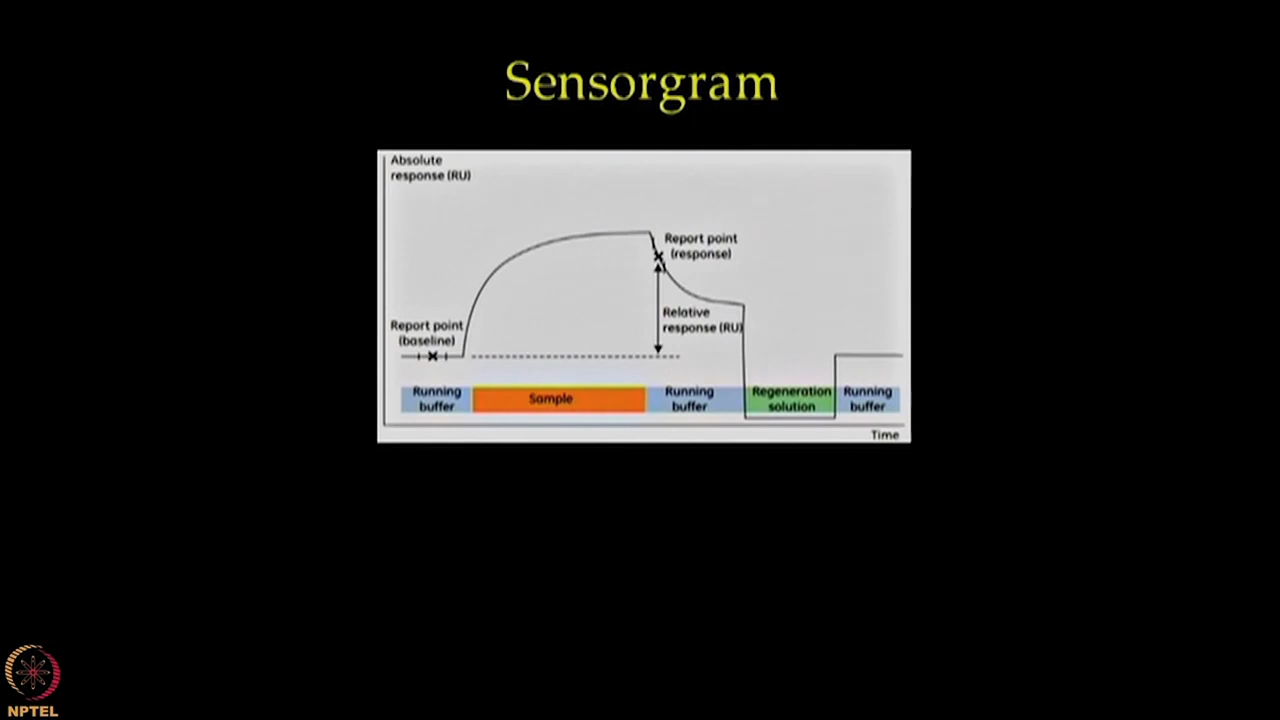 Sensorgram
Absolute
response (RU)
Report point
(response)
Relative
response (RU)
Report point
(baseline)
Running
buffer
Sample
Running
buffer
Regeneration
solution
Running
buffer
Time
NPTEL